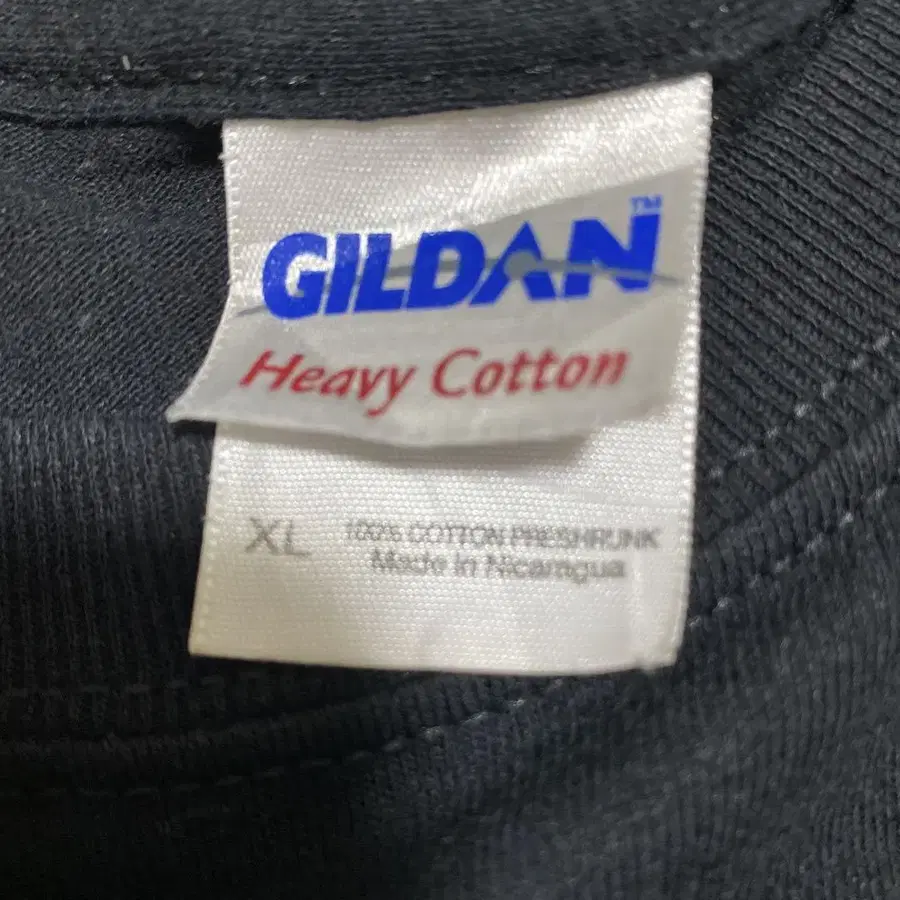 GILDAN™
Heavy Cotton
XL 100% COTTON PRESHRUNK
Made in Nicaragua